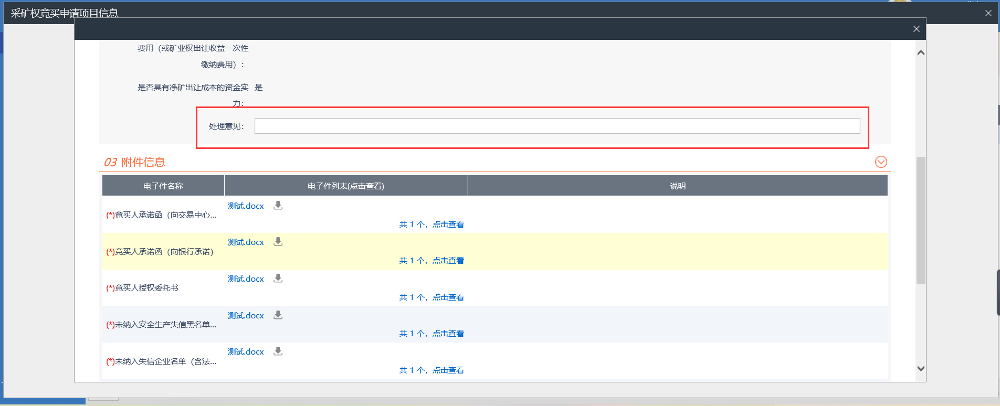 采矿权竞买申请项目信息
费用（或矿业权出让收益一次性
缴纳费用）：
是否具有净矿出让成本的资金实 是
力：
处理意见：
03 附件信息
电子件名称 电子件列表(点击查看) 说明
测试.docx
(*)竞买人承诺函（向交易中心...
共 1 个，点击查看
测试.docx
(*)竞买人承诺函（向银行承诺）
共 1 个，点击查看
测试.docx
(*)竞买人授权委托书
共 1 个，点击查看
测试.docx
(*)未纳入安全生产失信黑名单...
共 1 个，点击查看
测试.docx
(*)未纳入失信企业名单（含法...
共 1 个，点击查看